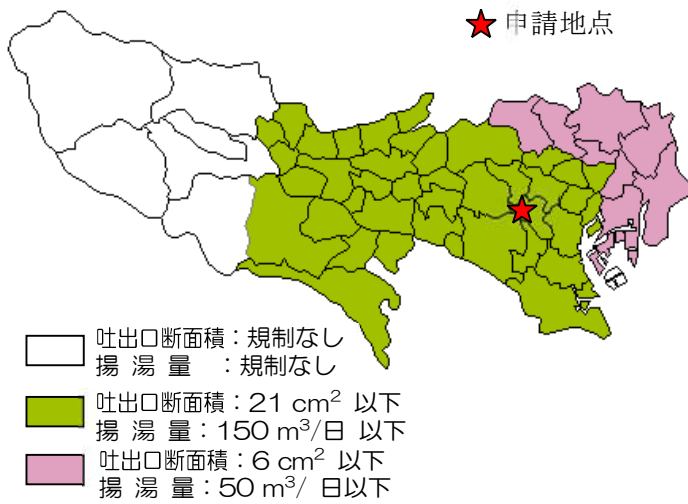 申請地点
吐出口断面積：規制なし
揚 湯 量 ：規制なし
吐出口断面積：21 cm² 以下
揚 湯 量：150 m³/日 以下
吐出口断面積：6 cm² 以下
揚 湯 量：50 m³/ 日以下